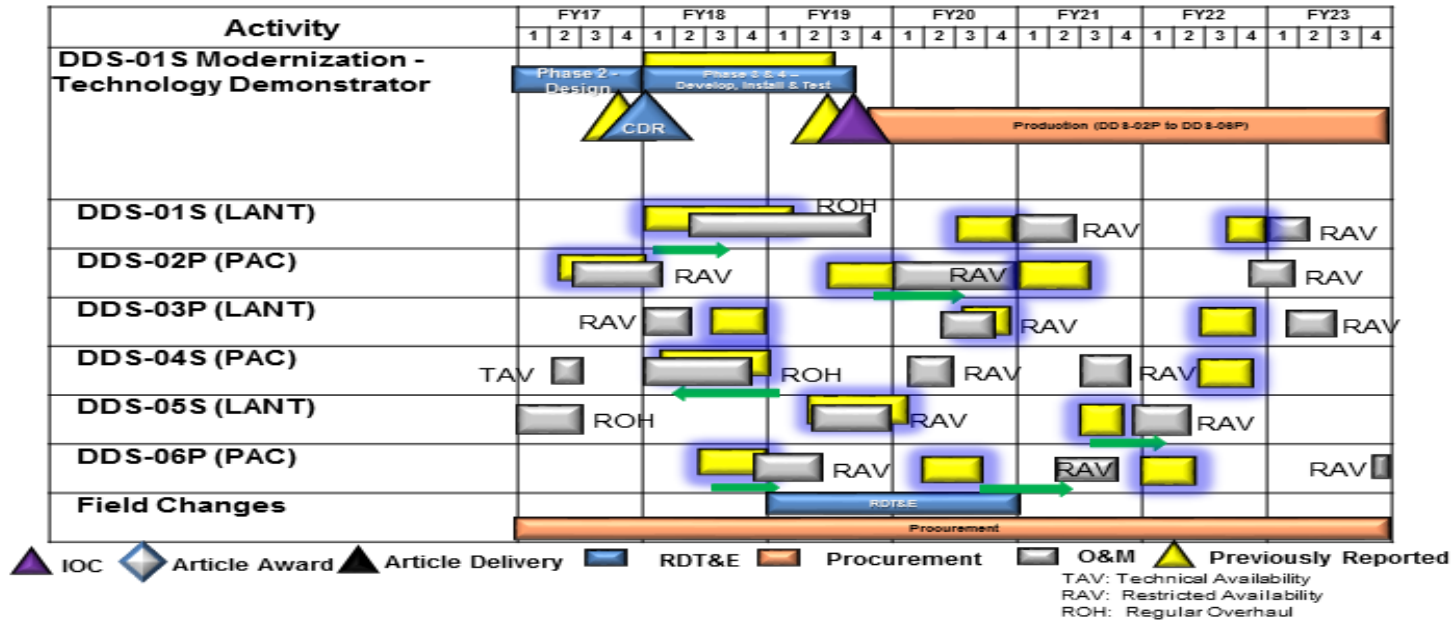 Activity
FY17 FY18 FY19 FY20 FY21 FY22 FY23
1 2 3 4 1 2 3 4 1 2 3 4 1 2 3 4 1 2 3 4 1 2 3 4 1 2 3 4
DDS-01S Modernization -
Technology Demonstrator
Phase 2 -
Design
Phase 3 & 4 –
Develop, Install & Test
CDR
Production (DDS-02P to DDS-06P)
DDS-01S (LANT)
ROH
RAV
RAV
DDS-02P (PAC)
RAV
RAV
RAV
DDS-03P (LANT)
RAV
RAV
RAV
DDS-04S (PAC)
TAV
ROH
RAV
RAV
DDS-05S (LANT)
ROH
RAV
RAV
DDS-06P (PAC)
RAV
RAV
RAV
Field Changes
RDT&E
Procurement
IOC Article Award Article Delivery RDT&E Procurement O&M Previously Reported
TAV: Technical Availability
RAV: Restricted Availability
ROH: Regular Overhaul